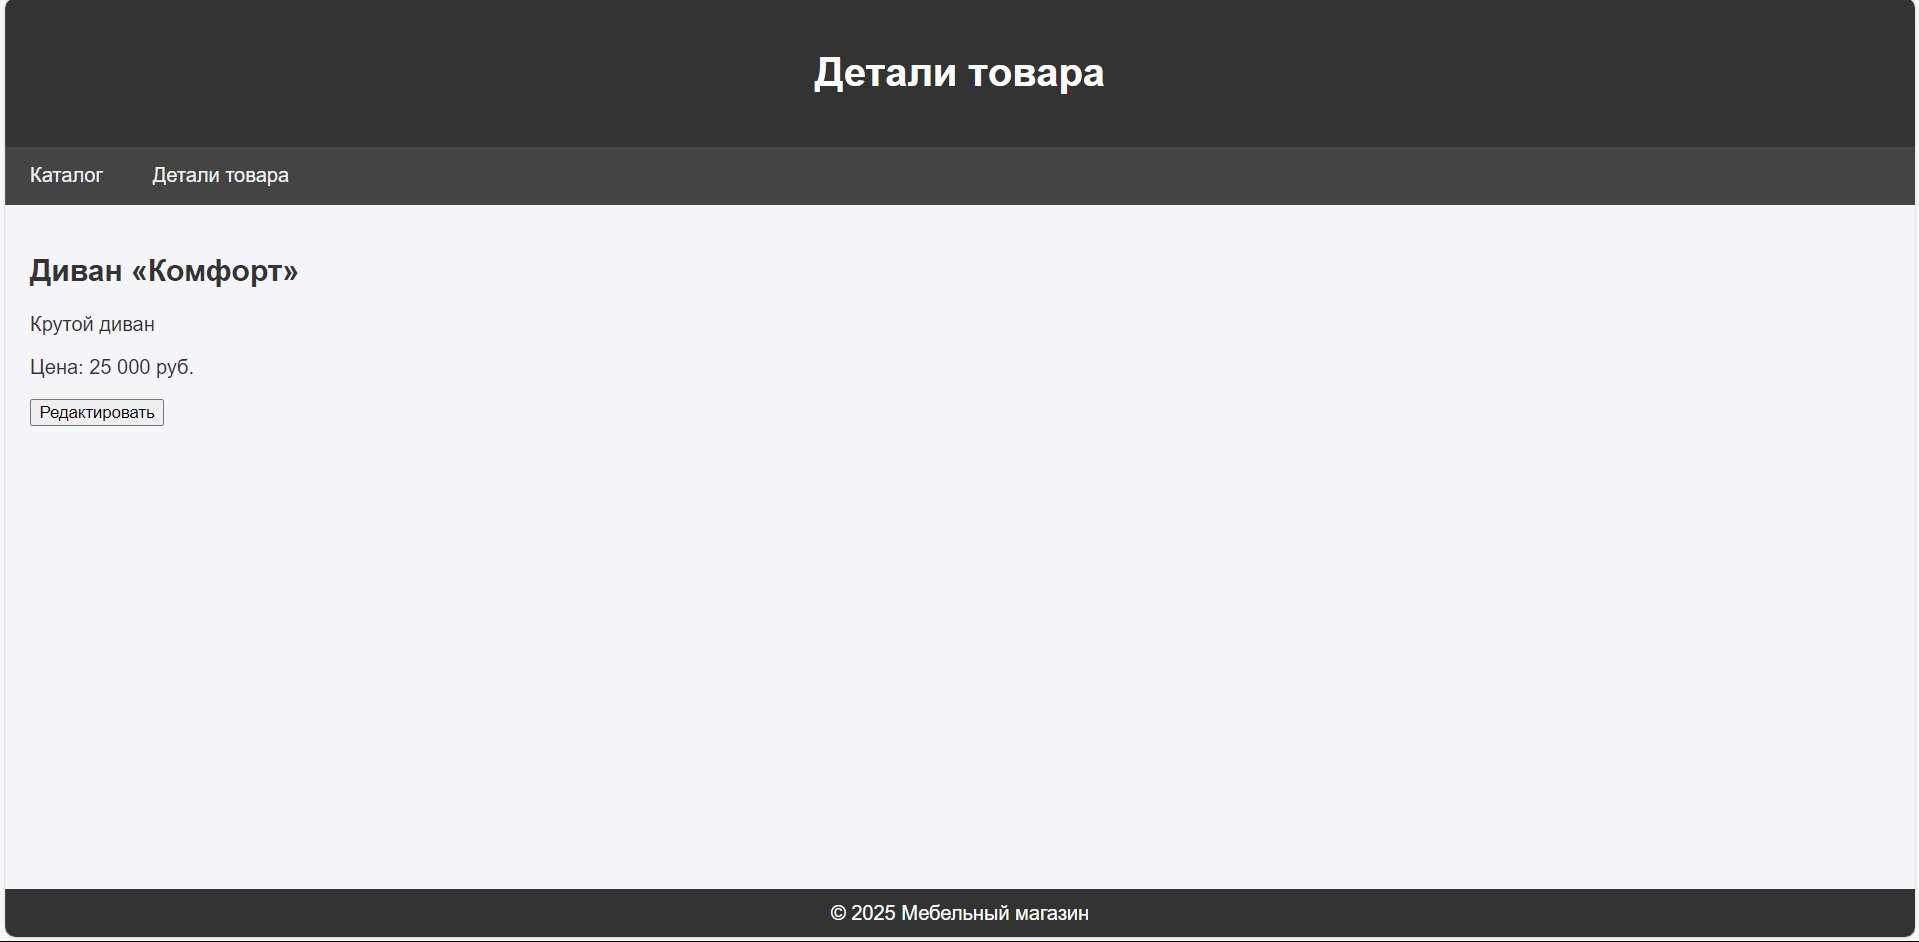 Детали товара
Каталог Детали товара
Диван «Комфорт»
Крутой диван
Цена: 25 000 руб.
Редактировать
© 2025 Мебельный магазин